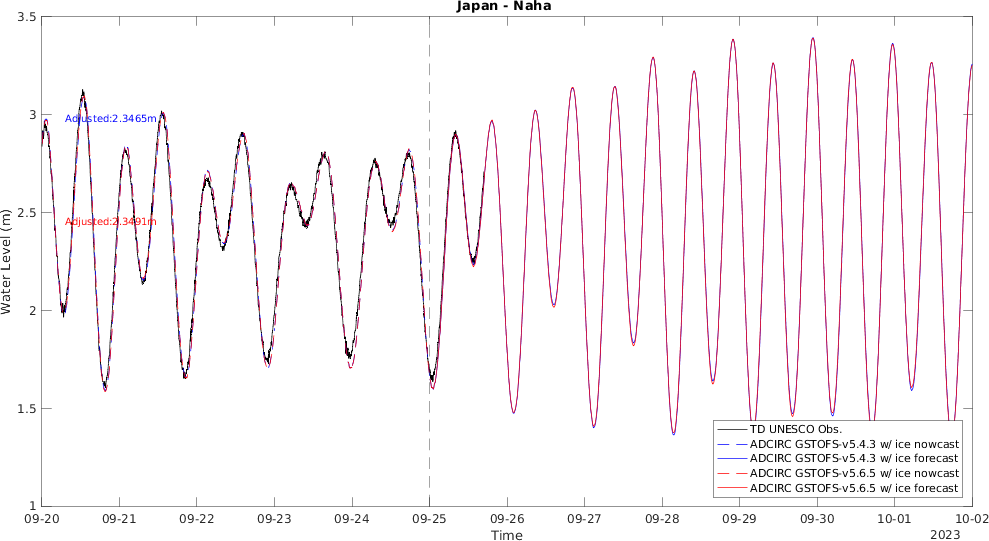 Japan - Naha
3.5
3
2.5
2
1.5
1
Water Level (m)
Adjusted:2.3465m
Adjusted:2.3491m
TD UNESCO Obs.
ADCIRC GSTOFS-v5.4.3 w/ ice nowcast
ADCIRC GSTOFS-v5.4.3 w/ ice forecast
ADCIRC GSTOFS-v5.6.5 w/ ice nowcast
ADCIRC GSTOFS-v5.6.5 w/ ice forecast
09-20 09-21 09-22 09-23 09-24 09-25 09-26 09-27 09-28 09-29 09-30 10-01 10-02
Time
2023